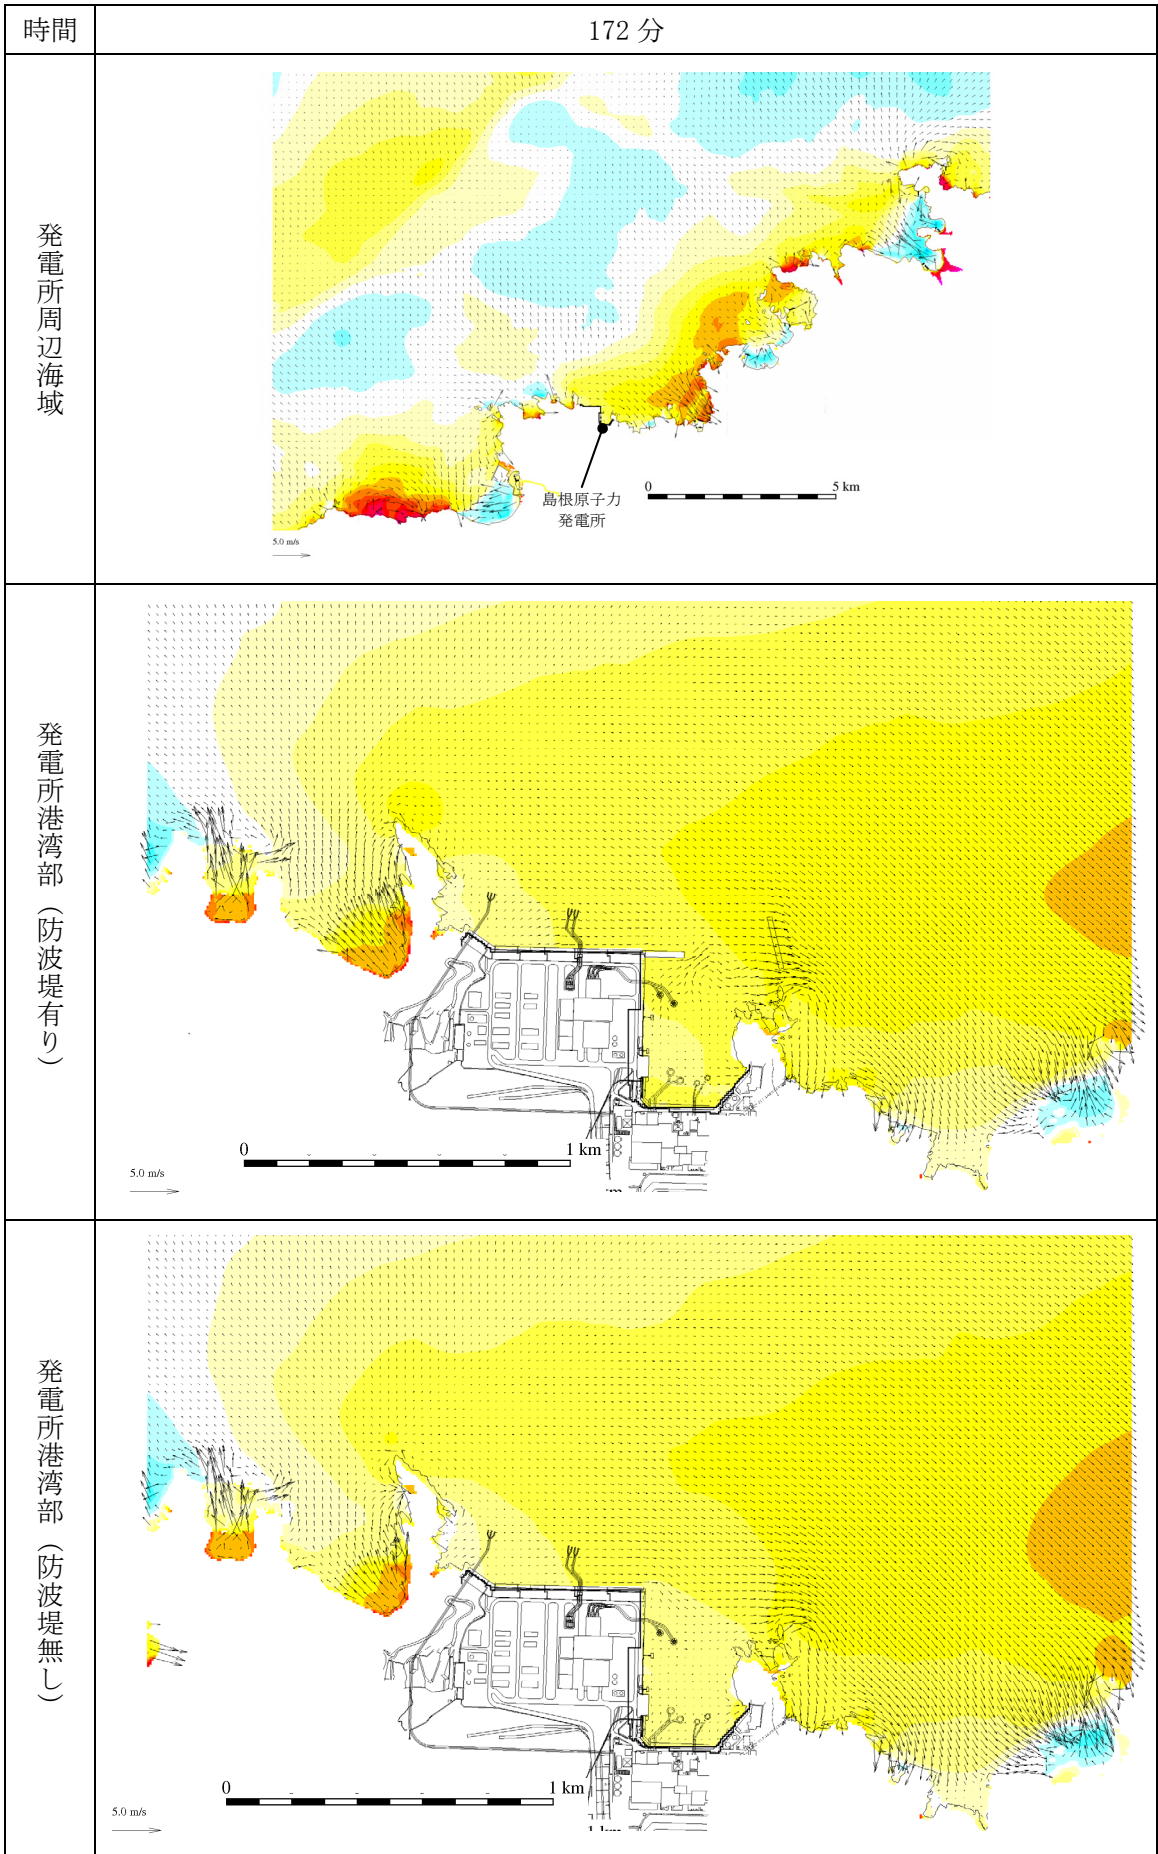 時間
172 分
発電所周辺海域
島根原子力
発電所
0
5 km
5.0 m/s
発電所港湾部（防波堤有り）
0
1 km
5.0 m/s
発電所港湾部（防波堤無し）
0
1 km
5.0 m/s